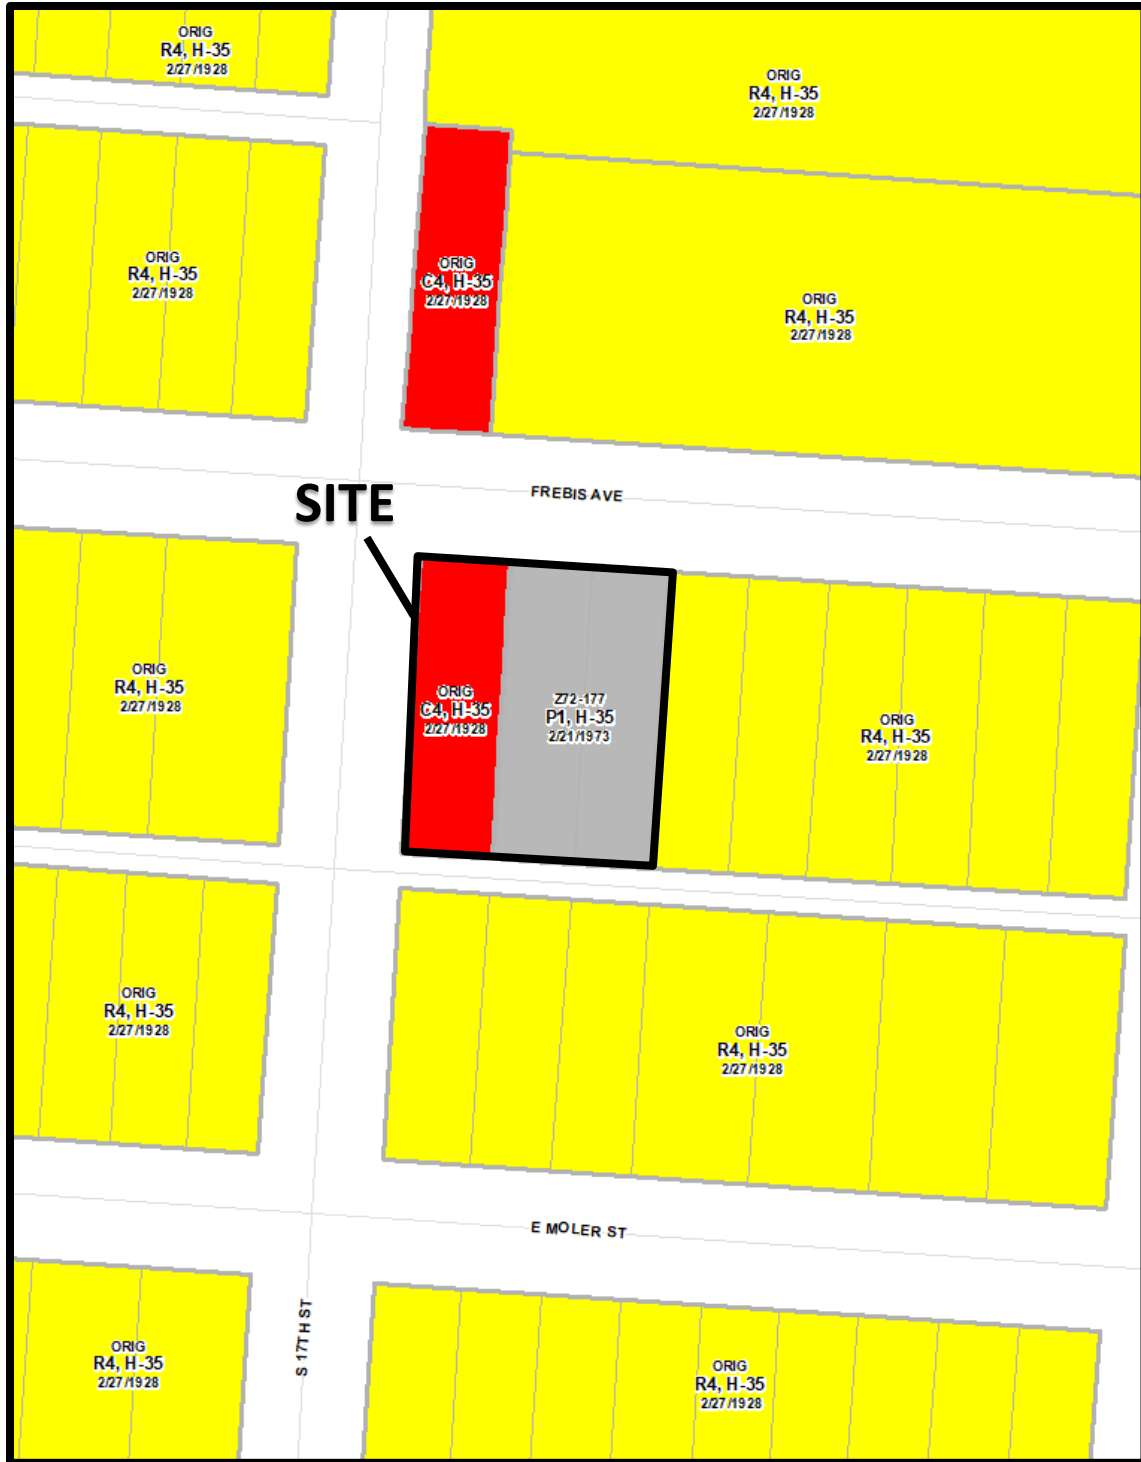 ORIG
R4, H-35
2/27/1928
ORIG
R4, H-35
2/27/1928
ORIG
R4, H-35
2/27/1928
ORIG
C4, H-35
2/27/1928
ORIG
R4, H-35
2/27/1928
FREBIS AVE
SITE
ORIG
R4, H-35
2/27/1928
ORIG
C4, H-35
2/27/1928
Z72-177
P1, H-35
2/21/1973
ORIG
R4, H-35
2/27/1928
ORIG
R4, H-35
2/27/1928
ORIG
R4, H-35
2/27/1928
E MOLER ST
S 17TH ST
ORIG
R4, H-35
2/27/1928
ORIG
R4, H-35
2/27/1928